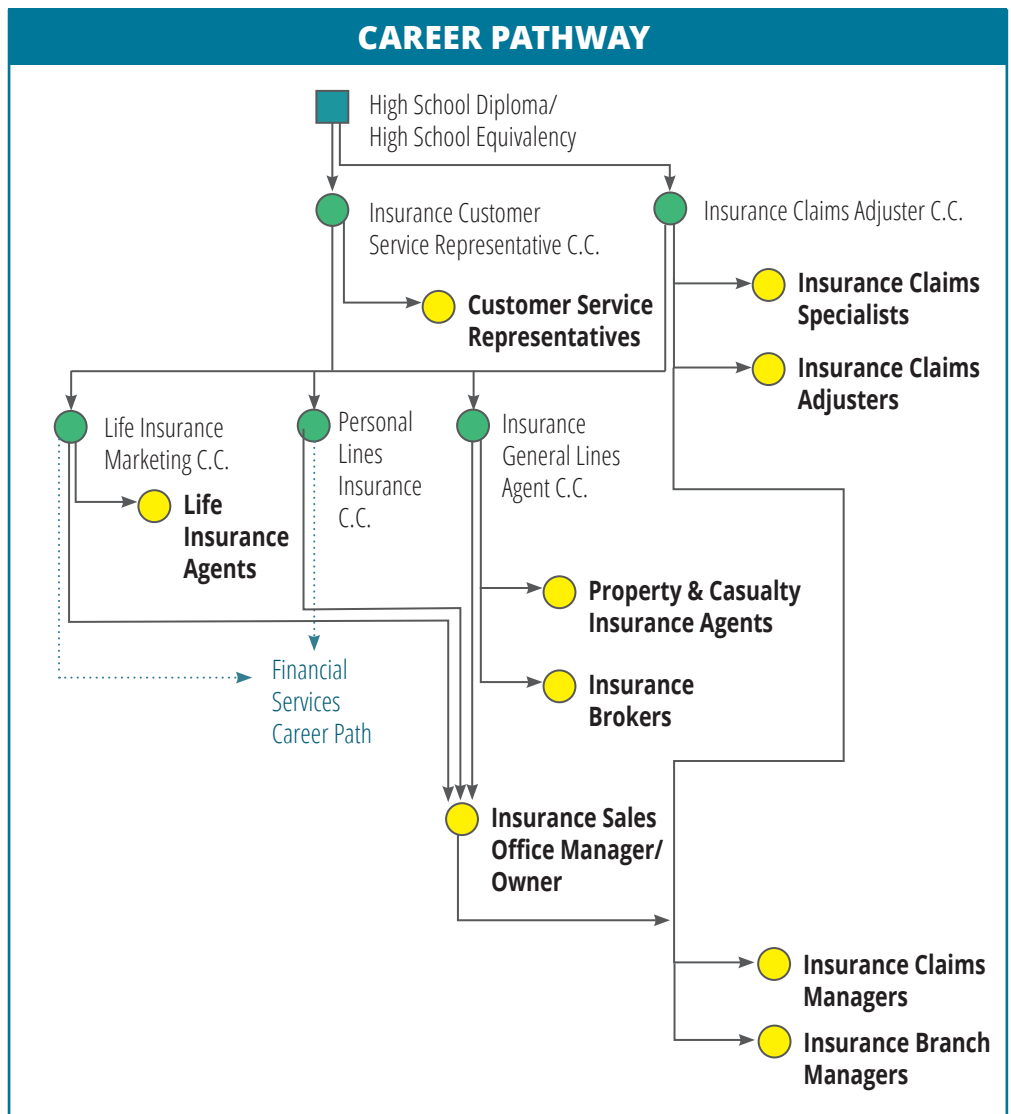 CAREER PATHWAY
High School Diploma/
High School Equivalency
Insurance Customer
Service Representative C.C.
Insurance Claims Adjuster C.C.
Insurance Claims
Specialists
Customer Service
Representatives
Insurance Claims
Adjusters
Life Insurance
Marketing C.C.
Personal
Lines
Insurance
C.C.
Insurance
General Lines
Agent C.C.
Life
Insurance
Agents
Property & Casualty
Insurance Agents
Financial
Services
Career Path
Insurance
Brokers
Insurance Sales
Office Manager/
Owner
Insurance Claims
Managers
Insurance Branch
Managers